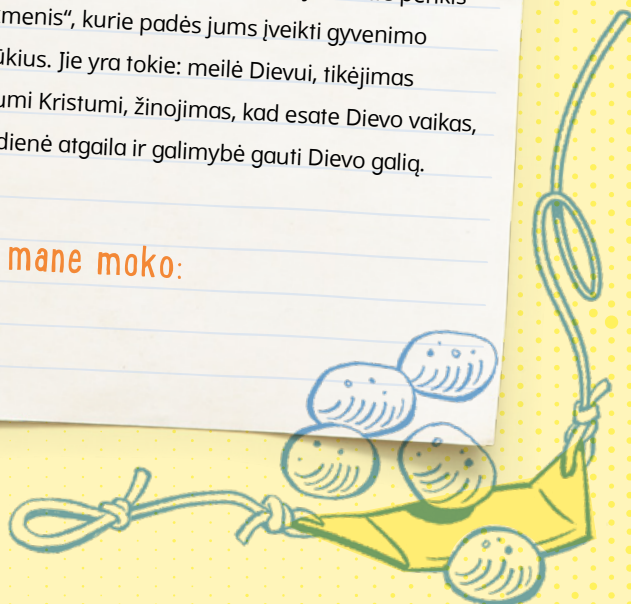 menis“, kurie padės jums įveikti gyvenimo
ūkius. Jie yra tokie: meilė Dievui, tikėjimas
umi Kristumi, žinojimas, kad esate Dievo vaikas,
dienė atgaila ir galimybė gauti Dievo galią.
mane moko: